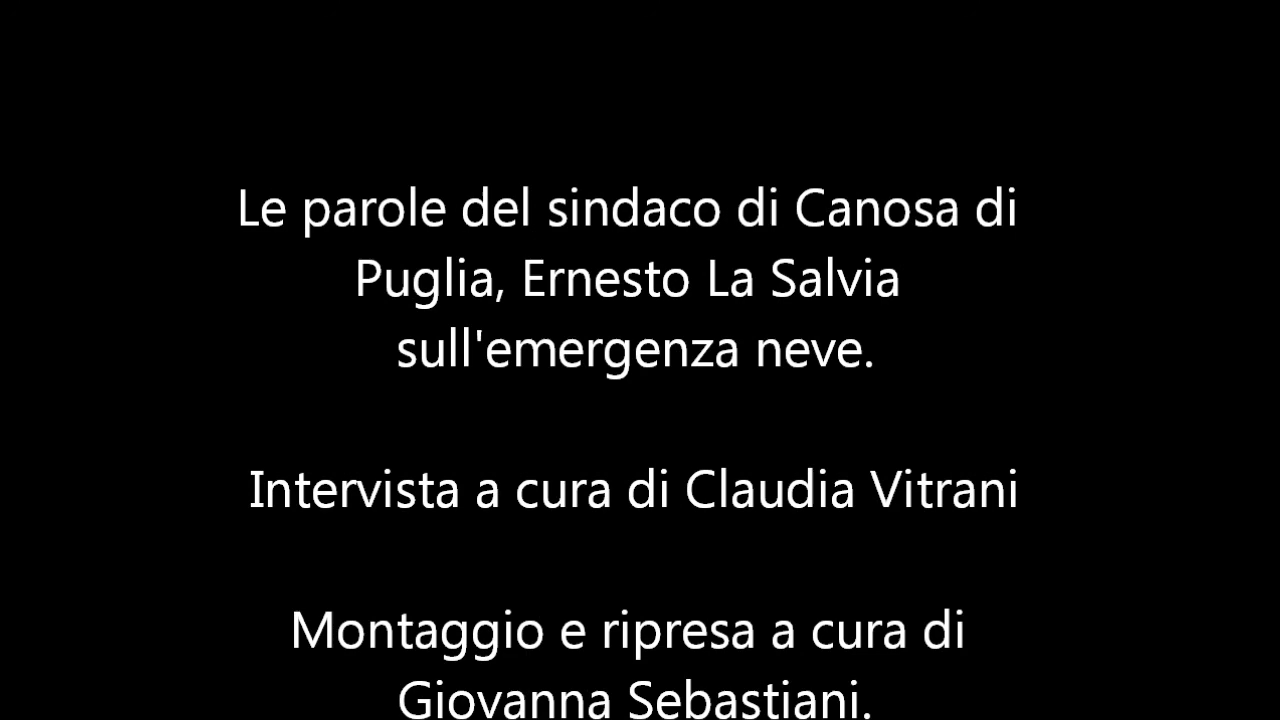 Le parole del sindaco di Canosa di
Puglia, Ernesto La Salvia
sull'emergenza neve.
Intervista a cura di Claudia Vitrani
Montaggio e ripresa a cura di
Giovanna Sebastiani.